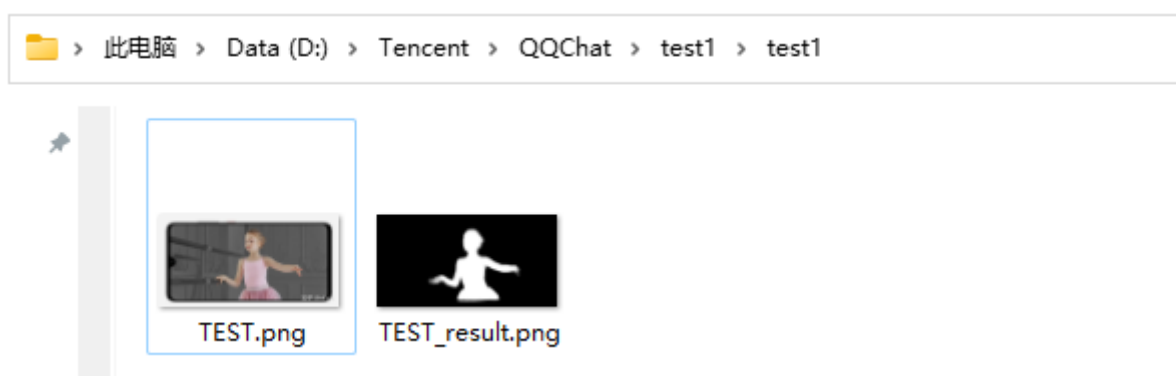 此电脑 > Data (D:) > Tencent > QQChat > test1 > test1
TEST.png
TEST_result.png